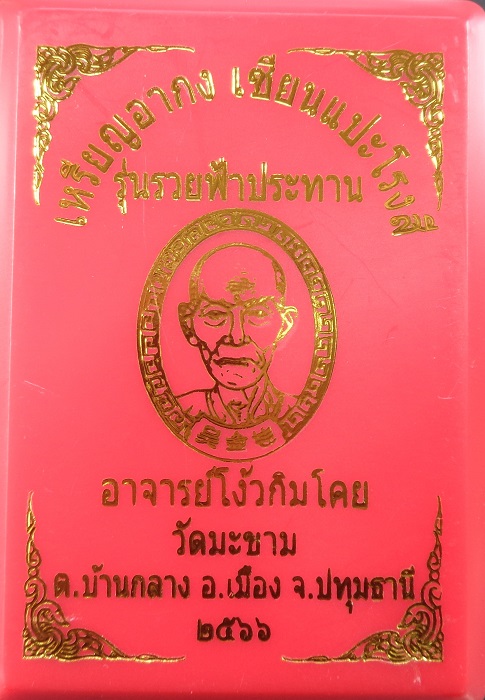 เหรียญอากง เซียนแปะโรงสี
รุ่นรวยฟ้าประทาน
吳金世
อาจารย์โง้วกิมโคย
วัดมะขาม
ต.บ้านกลาง อ.เมือง จ.ปทุมธานี
๒๕๖๖